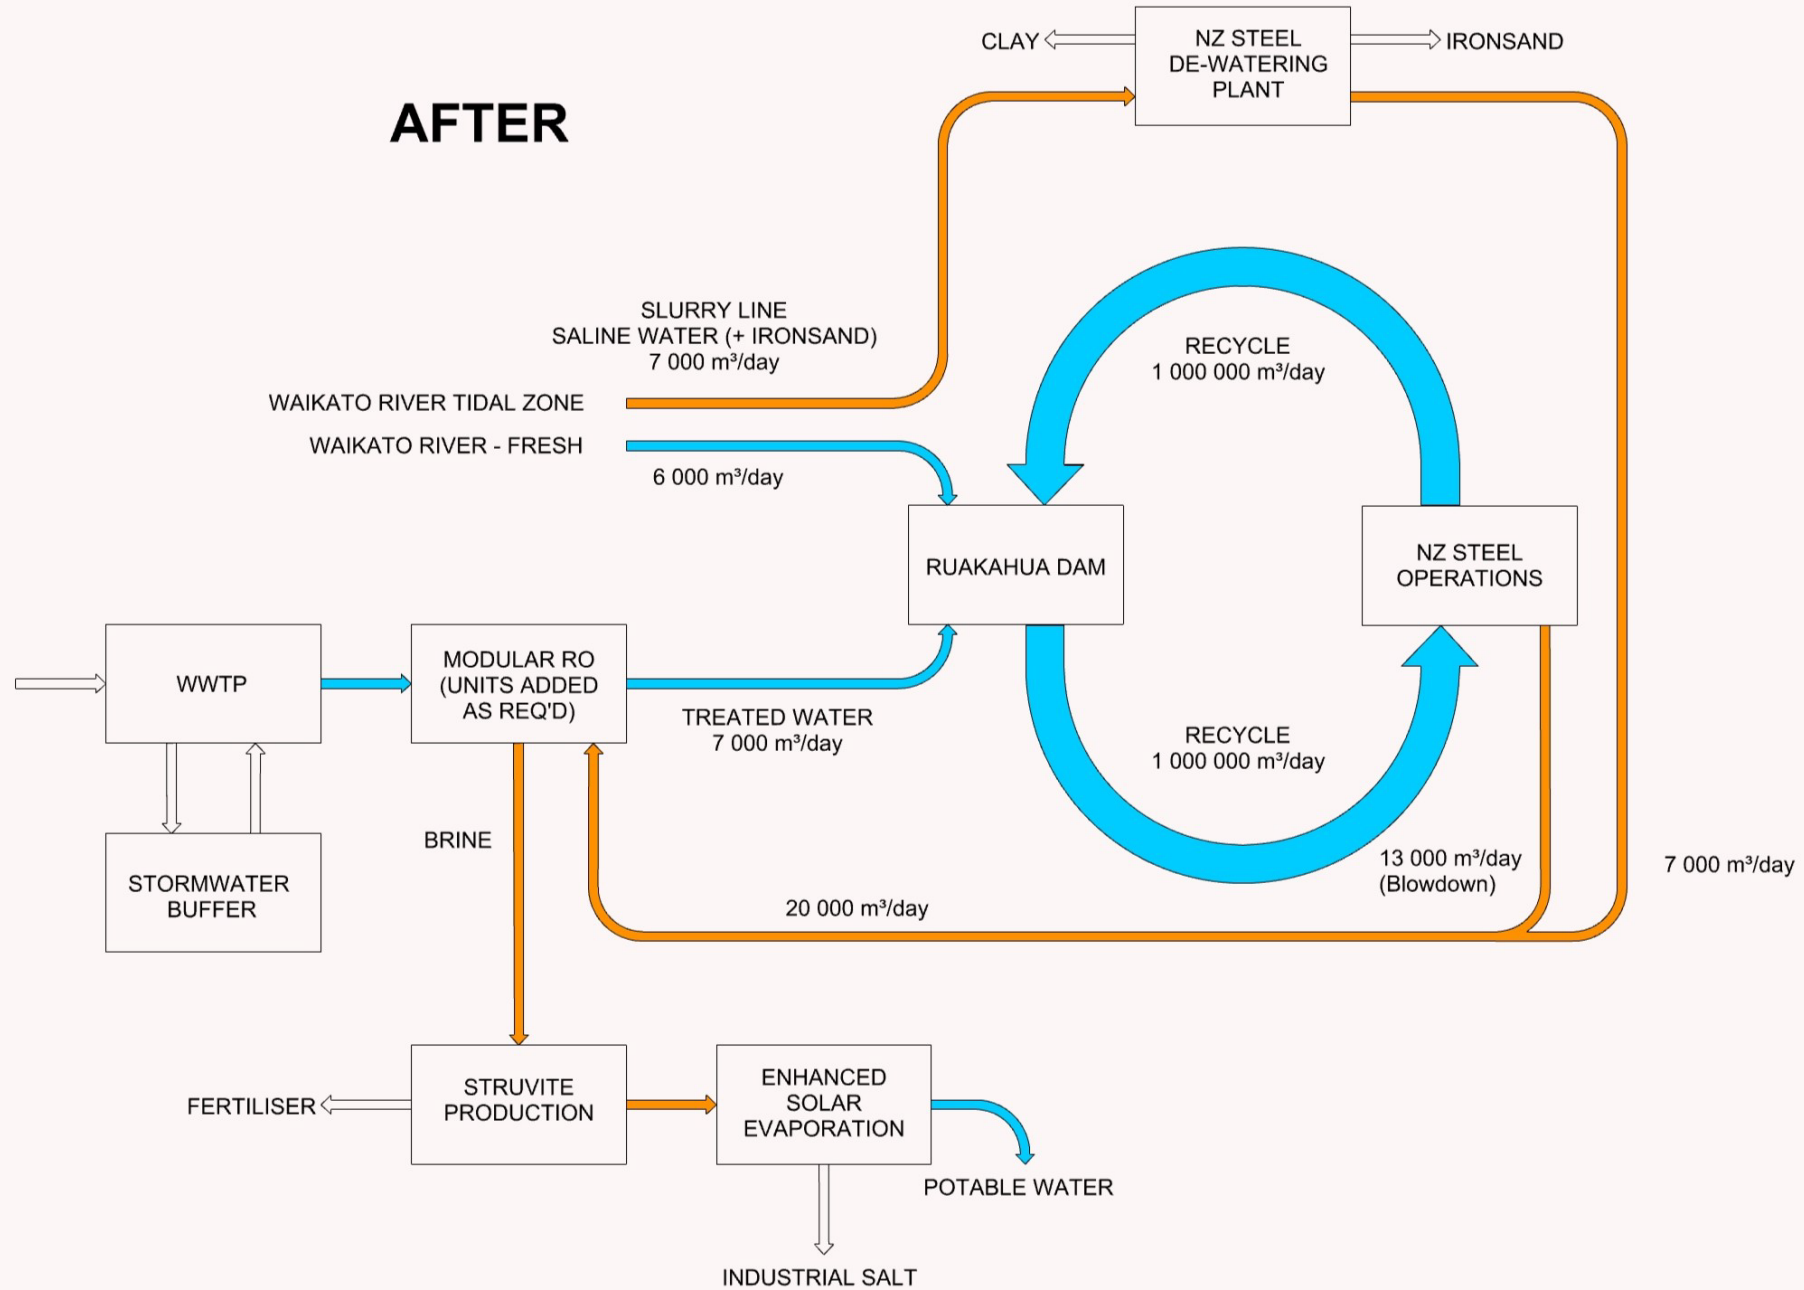 AFTER
CLAY
NZ STEEL
DE-WATERING
PLANT
IRONSAND
SLURRY LINE
SALINE WATER (+ IRONSAND)
7 000 m³/day
WAIKATO RIVER TIDAL ZONE
WAIKATO RIVER - FRESH
6 000 m³/day
RECYCLE
1 000 000 m³/day
RUAKAHUA DAM
NZ STEEL
OPERATIONS
WWTP
MODULAR RO
(UNITS ADDED
AS REQ'D)
TREATED WATER
7 000 m³/day
RECYCLE
1 000 000 m³/day
BRINE
STORMWATER
BUFFER
13 000 m³/day
(Blowdown)
7 000 m³/day
20 000 m³/day
FERTILISER
STRUVITE
PRODUCTION
ENHANCED
SOLAR
EVAPORATION
POTABLE WATER
INDUSTRIAL SALT